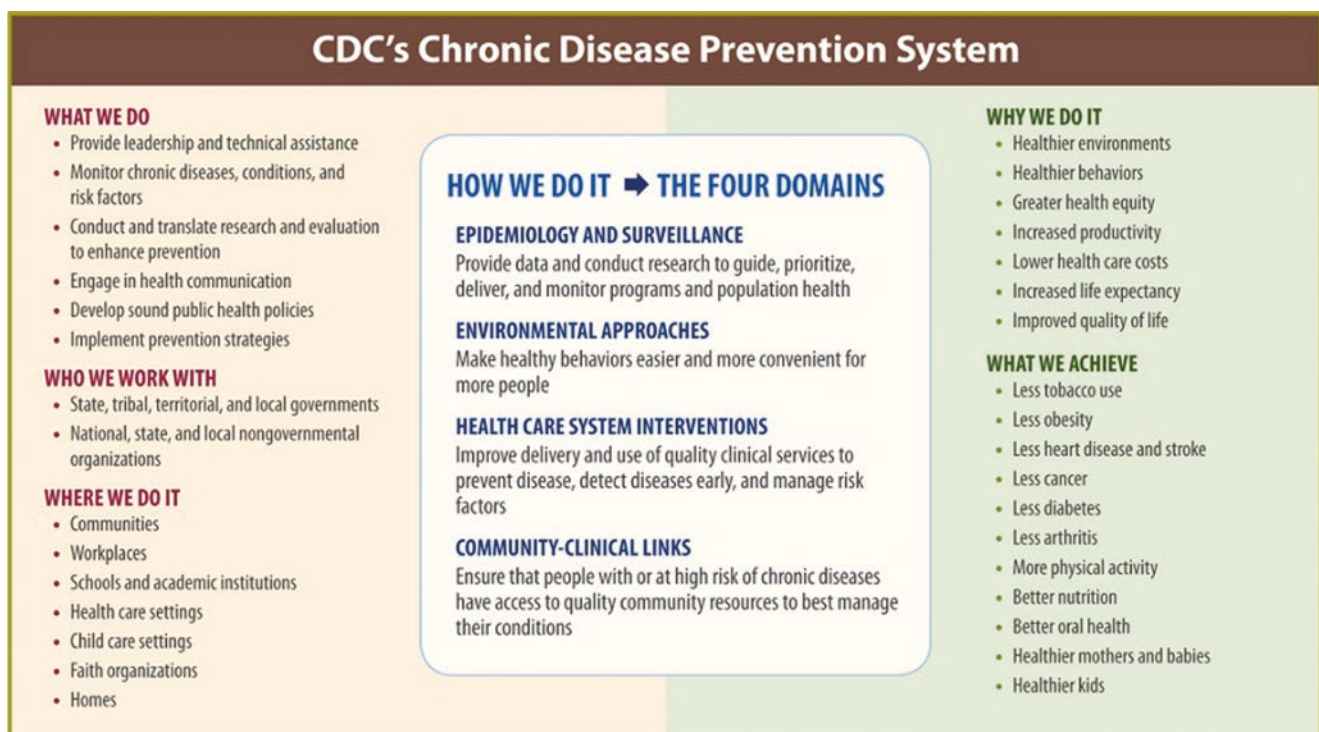 CDC's Chronic Disease Prevention System
WHAT WE DO
• Provide leadership and technical assistance
• Monitor chronic diseases, conditions, and
risk factors
• Conduct and translate research and evaluation
to enhance prevention
• Engage in health communication
• Develop sound public health policies
• Implement prevention strategies
WHO WE WORK WITH
• State, tribal, territorial, and local governments
• National, state, and local nongovernmental
organizations
WHERE WE DO IT
• Communities
• Workplaces
• Schools and academic institutions
• Health care settings
• Child care settings
• Faith organizations
• Homes
HOW WE DO IT ➡ THE FOUR DOMAINS
EPIDEMIOLOGY AND SURVEILLANCE
Provide data and conduct research to guide, prioritize,
deliver, and monitor programs and population health
ENVIRONMENTAL APPROACHES
Make healthy behaviors easier and more convenient for
more people
HEALTH CARE SYSTEM INTERVENTIONS
Improve delivery and use of quality clinical services to
prevent disease, detect diseases early, and manage risk
factors
COMMUNITY-CLINICAL LINKS
Ensure that people with or at high risk of chronic diseases
have access to quality community resources to best manage
their conditions
WHY WE DO IT
• Healthier environments
• Healthier behaviors
• Greater health equity
• Increased productivity
• Lower health care costs
• Increased life expectancy
• Improved quality of life
WHAT WE ACHIEVE
• Less tobacco use
• Less obesity
• Less heart disease and stroke
• Less cancer
• Less diabetes
• Less arthritis
• More physical activity
• Better nutrition
• Better oral health
• Healthier mothers and babies
• Healthier kids